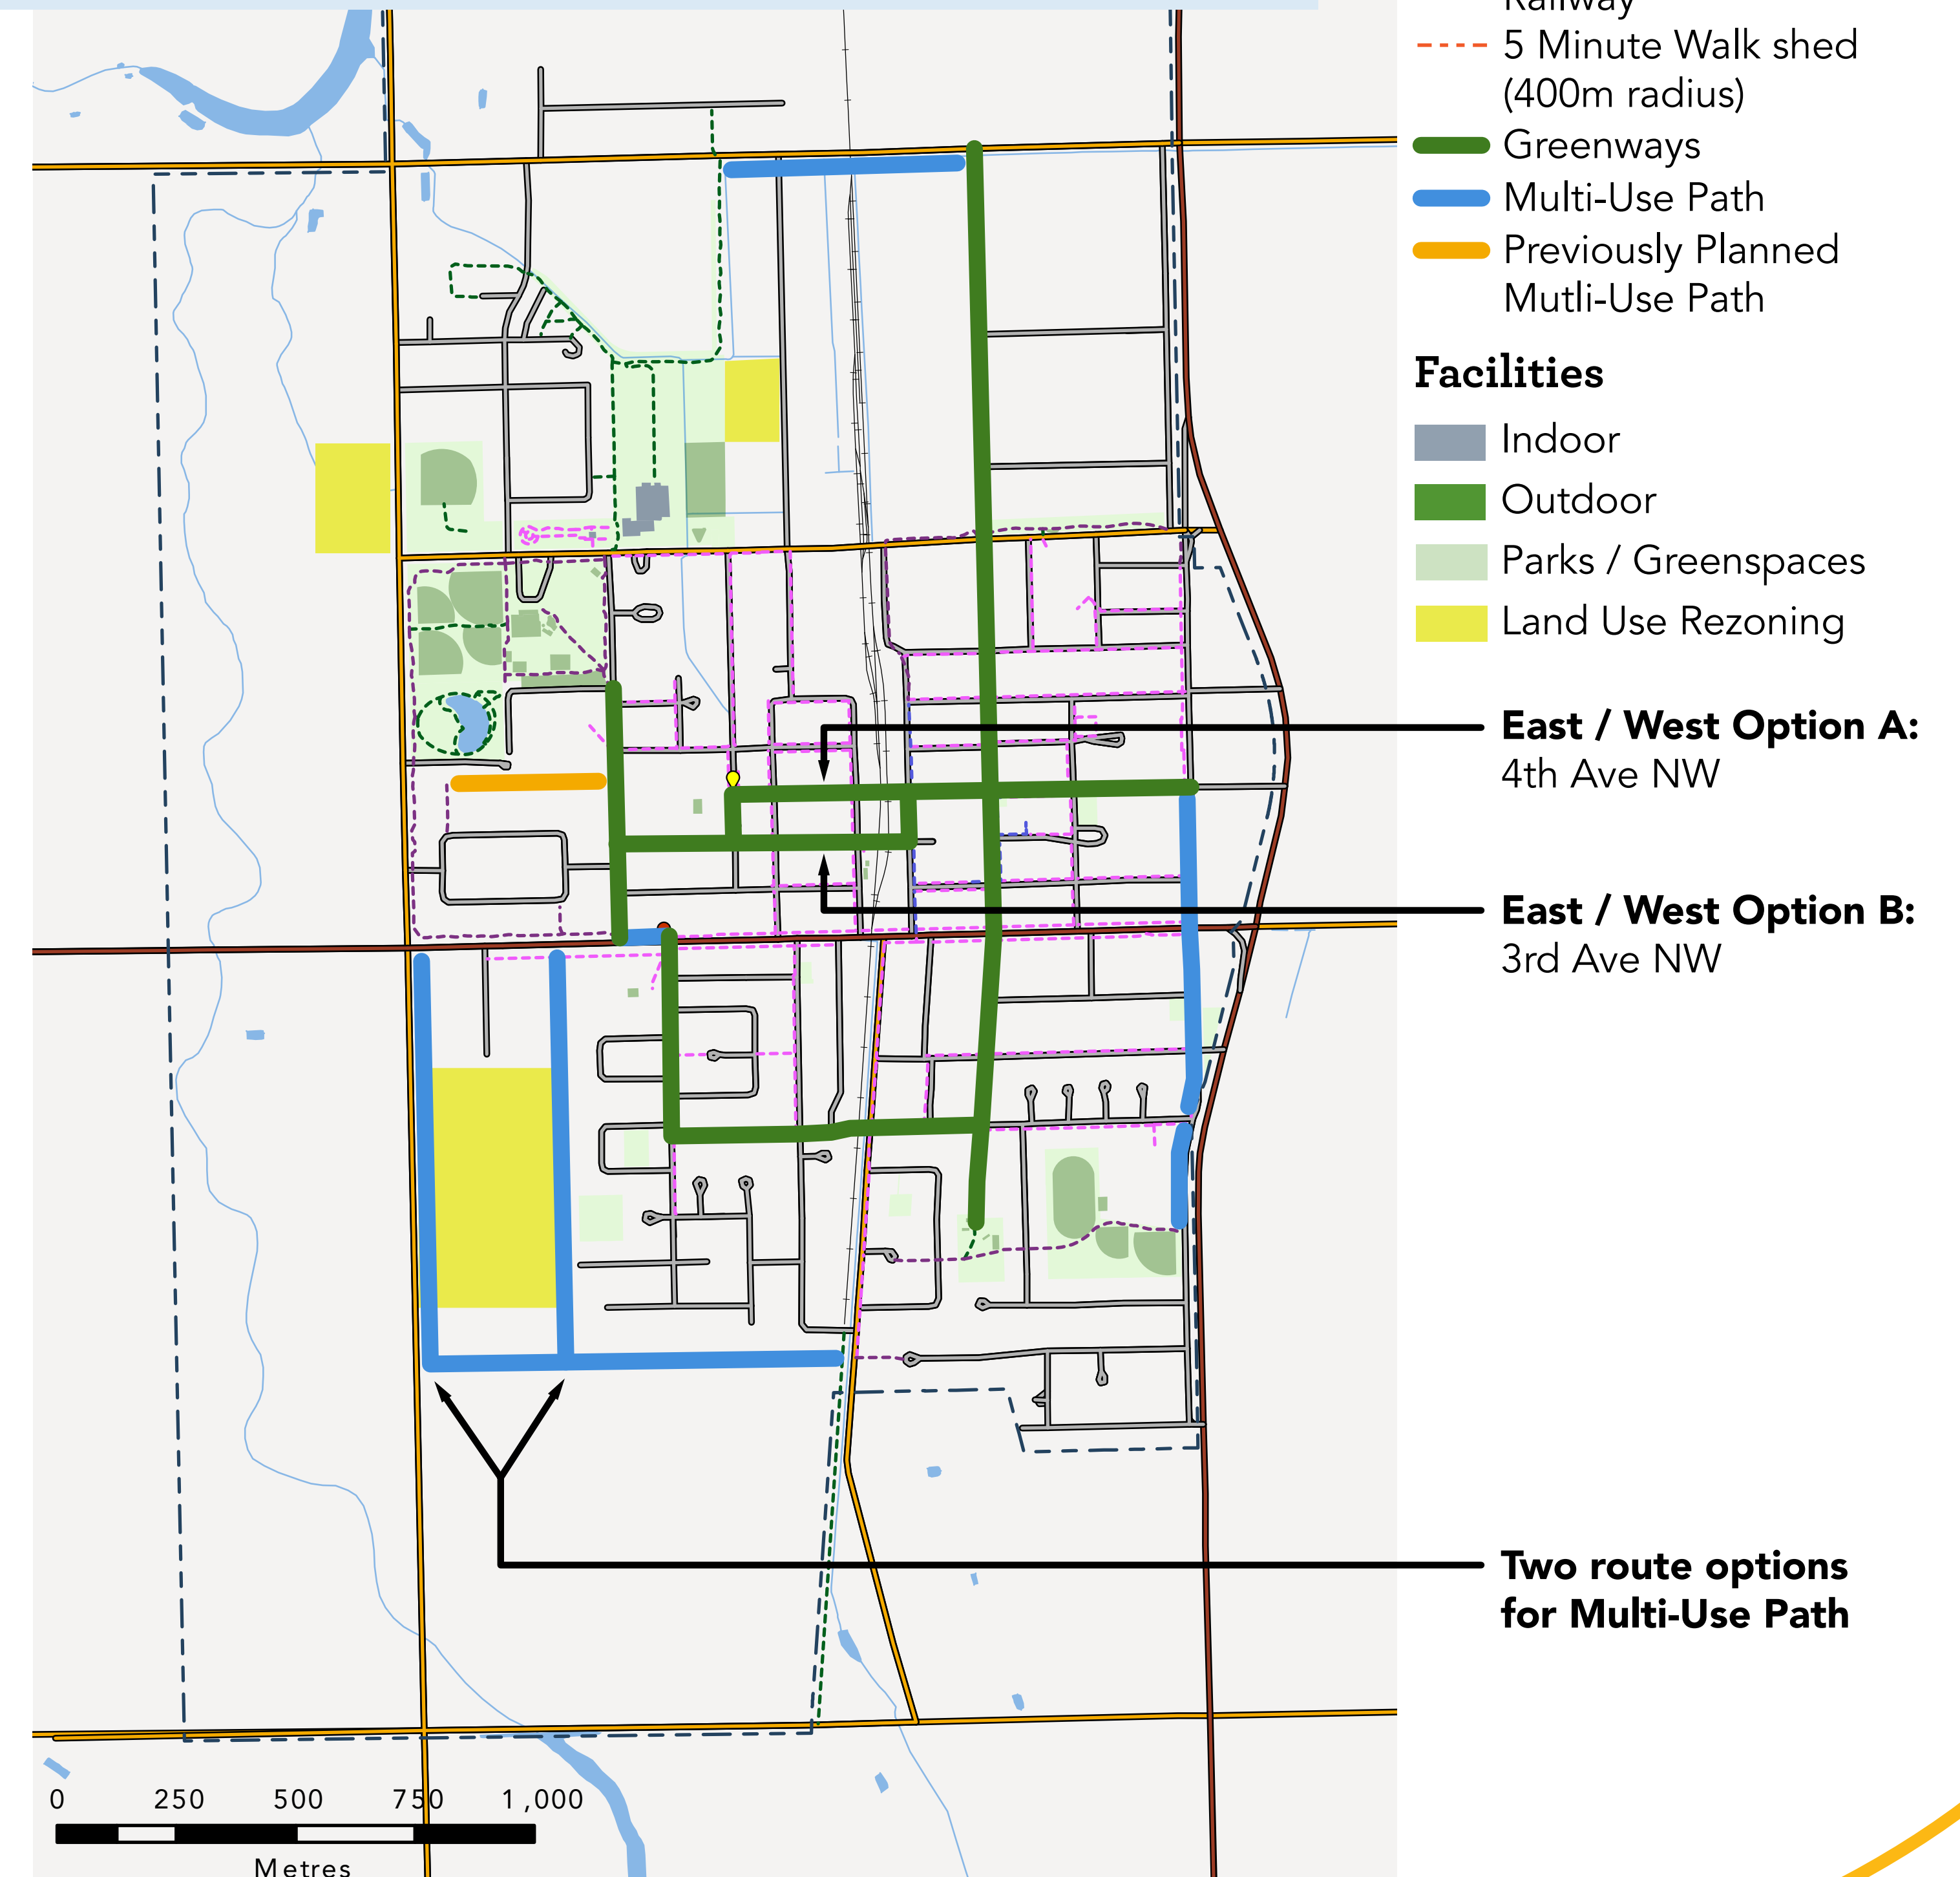 Railway
5 Minute Walk shed
(400m radius)
Greenways
Multi-Use Path
Previously Planned
Mutli-Use Path
Facilities
Indoor
Outdoor
Parks / Greenspaces
Land Use Rezoning
East / West Option A:
4th Ave NW
East / West Option B:
3rd Ave NW
Two route options
for Multi-Use Path
0 250 500 750 1,000
Metres